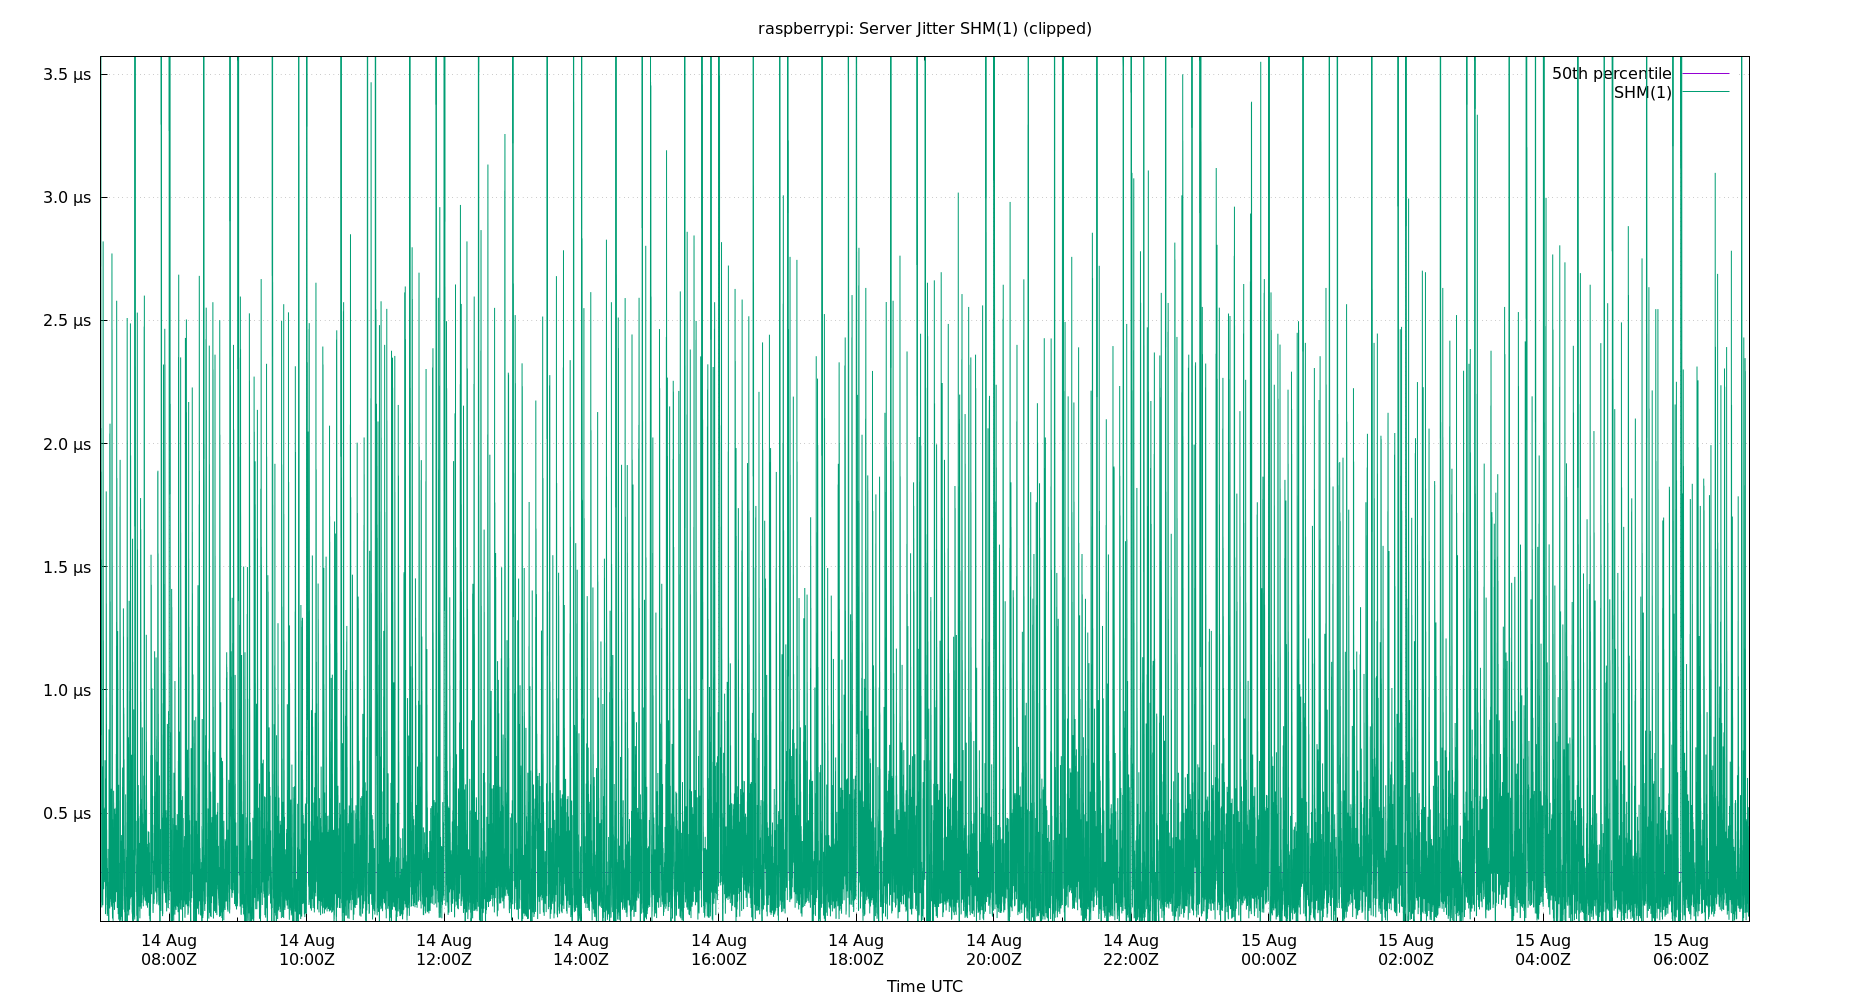 raspberrypi: Server Jitter SHM(1) (clipped)
50th percentile
SHM(1)
3.5 µs
3.0 µs
2.5 µs
2.0 µs
1.5 µs
1.0 µs
0.5 µs
14 Aug 14 Aug 14 Aug 14 Aug 14 Aug 14 Aug 14 Aug 14 Aug 15 Aug 15 Aug 15 Aug 15 Aug
08:00Z 10:00Z 12:00Z 14:00Z 16:00Z 18:00Z 20:00Z 22:00Z 00:00Z 02:00Z 04:00Z 06:00Z
Time UTC